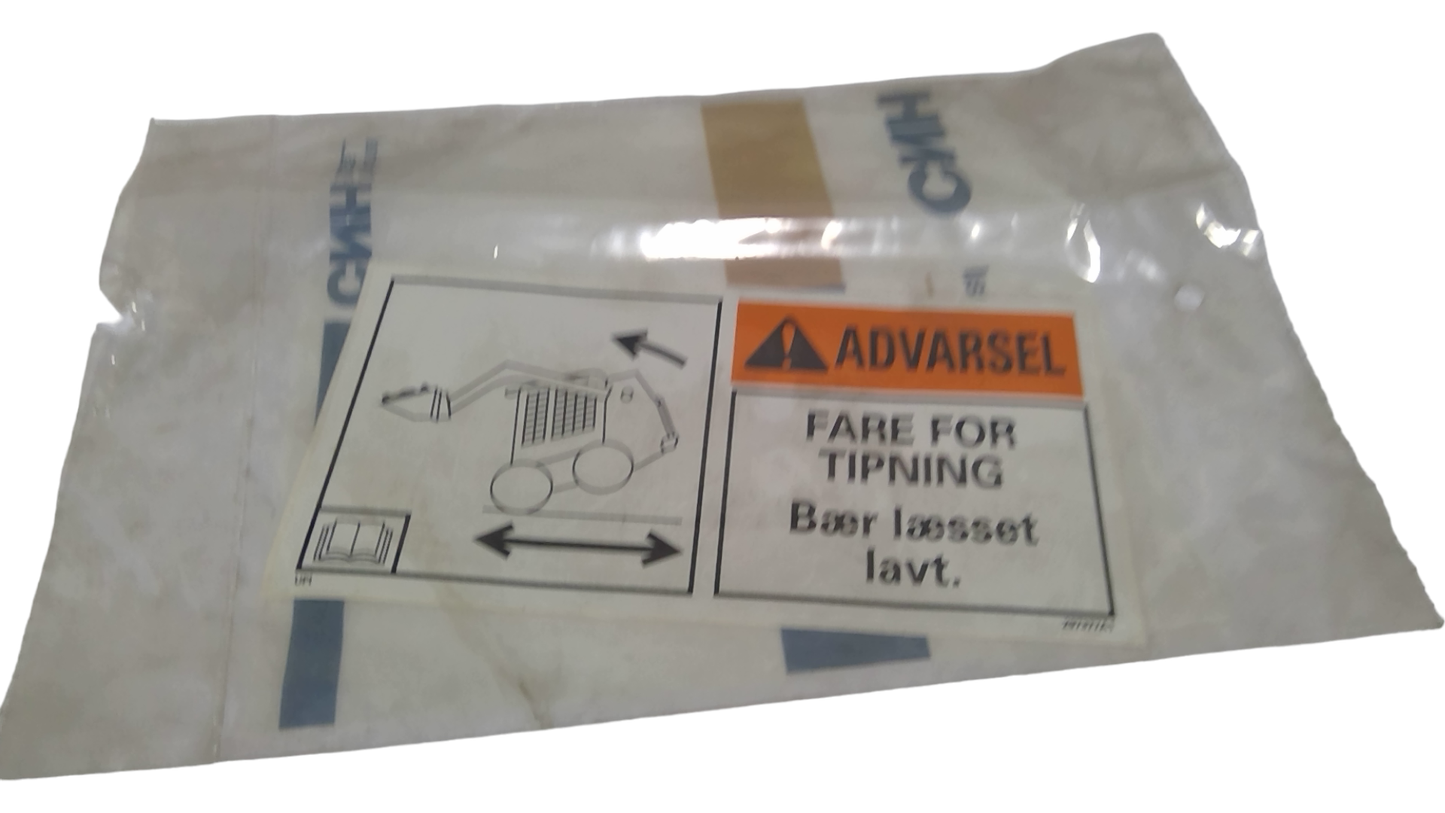 CNH
CNH
ADVARSEL
FARE FOR
TIPNING
Bær læsset
lavt.